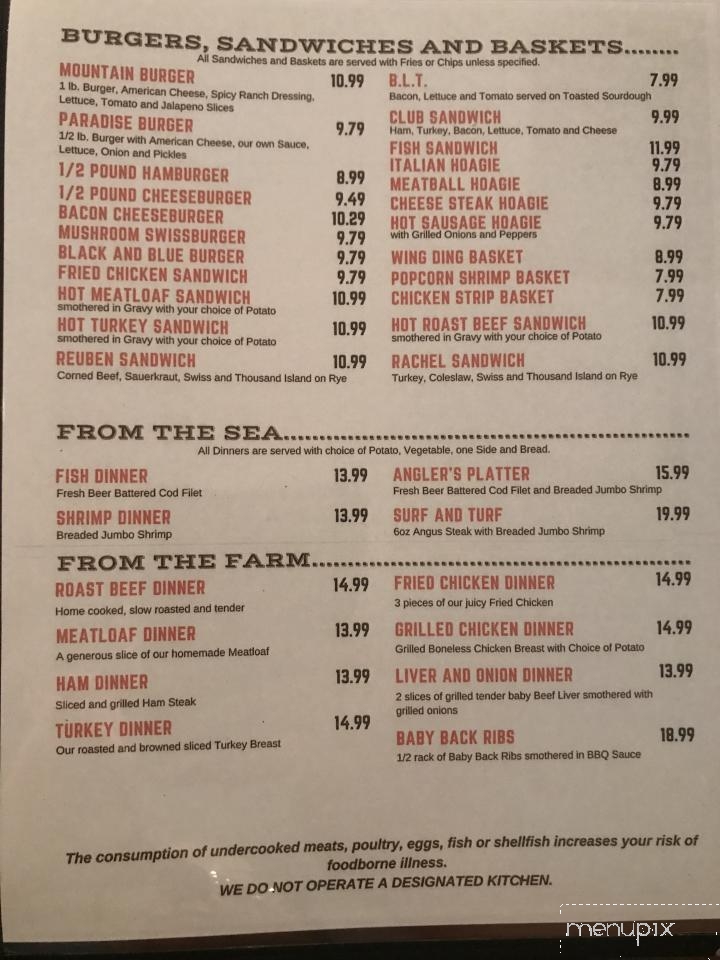 BURGERS, SANDWICHES AND BASKETS........
All Sandwiches and Baskets are served with Fries or Chips unless specified.
MOUNTAIN BURGER 10.99
1 lb. Burger, American Cheese, Spicy Ranch Dressing,
Lettuce, Tomato and Jalapeno Slices
PARADISE BURGER 9.79
1/2 lb. Burger with American Cheese, our own Sauce,
Lettuce, Onion and Pickles
1/2 POUND HAMBURGER 8.99
1/2 POUND CHEESEBURGER 9.49
BACON CHEESEBURGER 10.29
MUSHROOM SWISSBURGER 9.79
BLACK AND BLUE BURGER 9.79
FRIED CHICKEN SANDWICH 9.79
HOT MEATLOAF SANDWICH 10.99
smothered in Gravy with your choice of Potato
HOT TURKEY SANDWICH 10.99
smothered in Gravy with your choice of Potato
REUBEN SANDWICH 10.99
Corned Beef, Sauerkraut, Swiss and Thousand Island on Rye
B.L.T. 7.99
Bacon, Lettuce and Tomato served on Toasted Sourdough
CLUB SANDWICH 9.99
Ham, Turkey, Bacon, Lettuce, Tomato and Cheese
FISH SANDWICH 11.99
ITALIAN HOAGIE 9.79
MEATBALL HOAGIE 8.99
CHEESE STEAK HOAGIE 9.79
HOT SAUSAGE HOAGIE 9.79
with Grilled Onions and Peppers
WING DING BASKET 8.99
POPCORN SHRIMP BASKET 7.99
CHICKEN STRIP BASKET 7.99
HOT ROAST BEEF SANDWICH 10.99
smothered in Gravy with your choice of Potato
RACHEL SANDWICH 10.99
Turkey, Coleslaw, Swiss and Thousand Island on Rye
FROM THE SEA........................................................
All Dinners are served with choice of Potato, Vegetable, one Side and Bread.
FISH DINNER 13.99
Fresh Beer Battered Cod Filet
SHRIMP DINNER 13.99
Breaded Jumbo Shrimp
ANGLER'S PLATTER 15.99
Fresh Beer Battered Cod Filet and Breaded Jumbo Shrimp
SURF AND TURF 19.99
6oz Angus Steak with Breaded Jumbo Shrimp
FROM THE FARM....................................................
ROAST BEEF DINNER 14.99
Home cooked, slow roasted and tender
MEATLOAF DINNER 13.99
A generous slice of our homemade Meatloaf
HAM DINNER 13.99
Sliced and grilled Ham Steak
TURKEY DINNER 14.99
Our roasted and browned sliced Turkey Breast
FRIED CHICKEN DINNER 14.99
3 pieces of our juicy Fried Chicken
GRILLED CHICKEN DINNER 14.99
Grilled Boneless Chicken Breast with Choice of Potato
LIVER AND ONION DINNER 13.99
2 slices of grilled tender baby Beef Liver smothered with
grilled onions
BABY BACK RIBS 18.99
1/2 rack of Baby Back Ribs smothered in BBQ Sauce
The consumption of undercooked meats, poultry, eggs, fish or shellfish increases your risk of
foodborne illness.
WE DO NOT OPERATE A DESIGNATED KITCHEN.
menupix